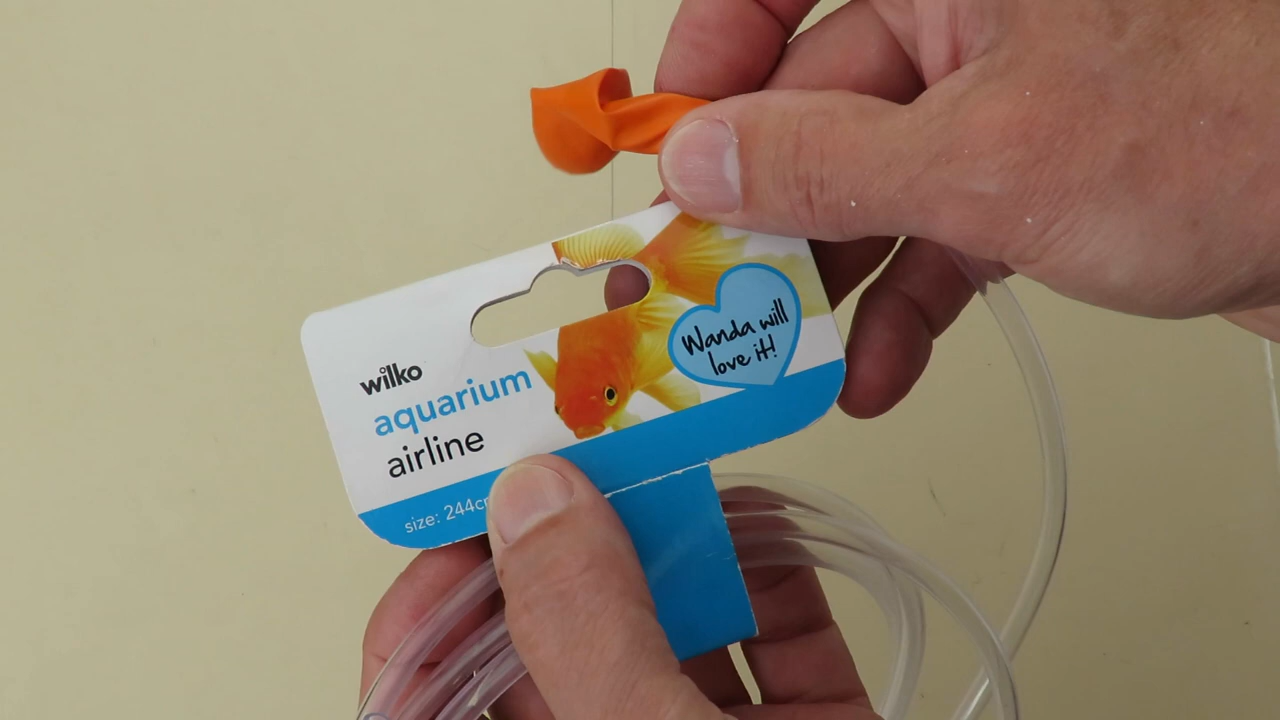 wilko
aquarium
airline
size: 244c
Wanda will
love it!